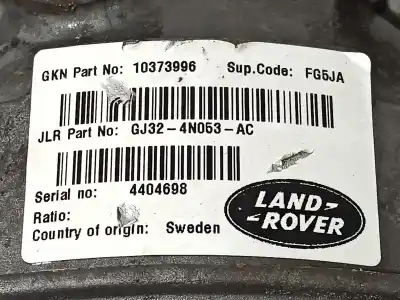 GKN Part No: 10373996 Sup.Code: FG5JA
JLR Part No: GJ32-4N053-AC
Serial no: 4404698
Ratio:
Country of origin: Sweden
LAND-
-ROVER